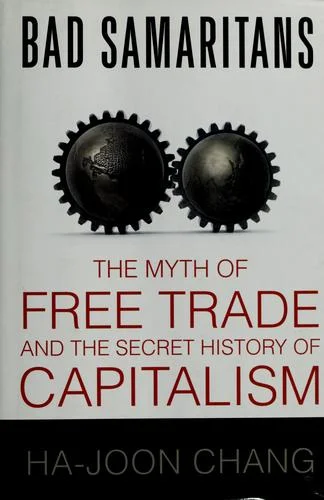 BAD SAMARITANS
THE MYTH OF
FREE TRADE
AND THE SECRET HISTORY OF
CAPITALISM
HA-JOON CHANG